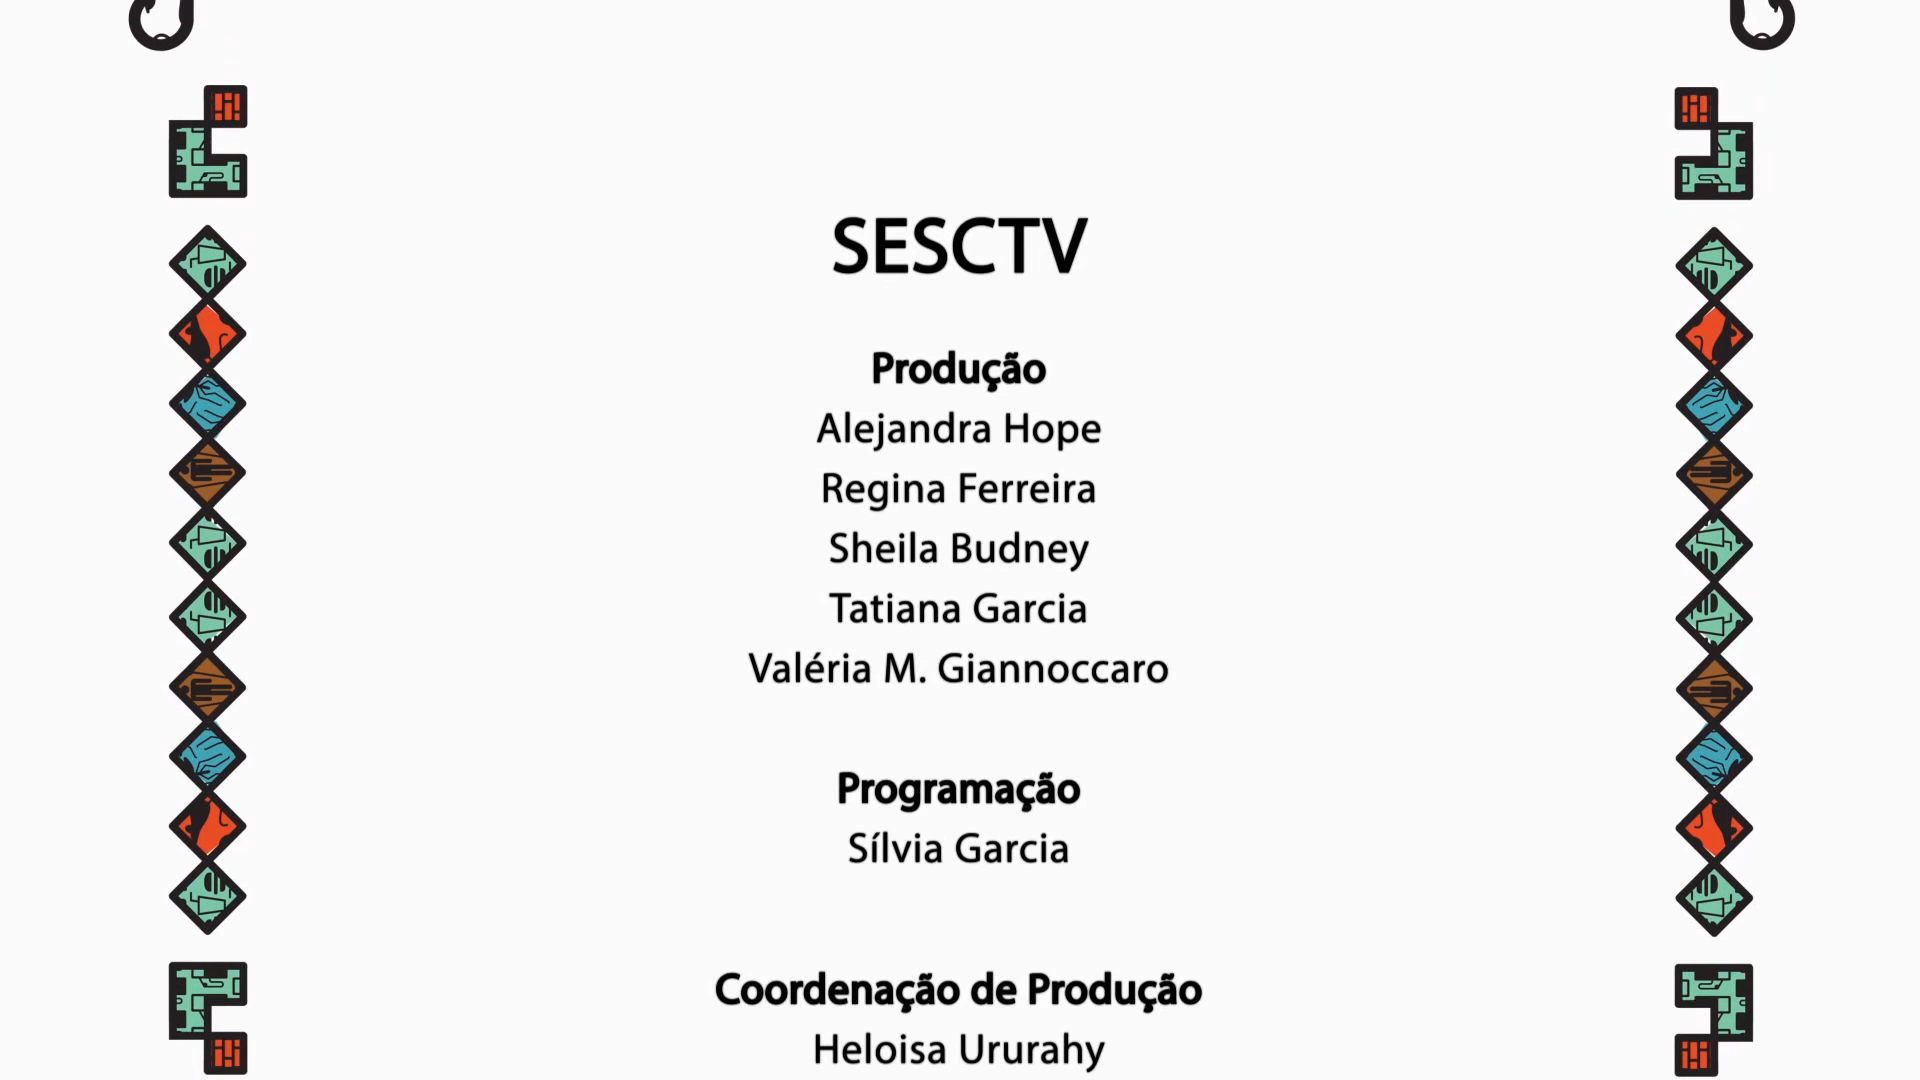 SESCTV
Produção
Alejandra Hope
Regina Ferreira
Sheila Budney
Tatiana Garcia
Valéria M. Giannoccaro
Programação
Sílvia Garcia
Coordenação de Produção
Heloisa Ururahy